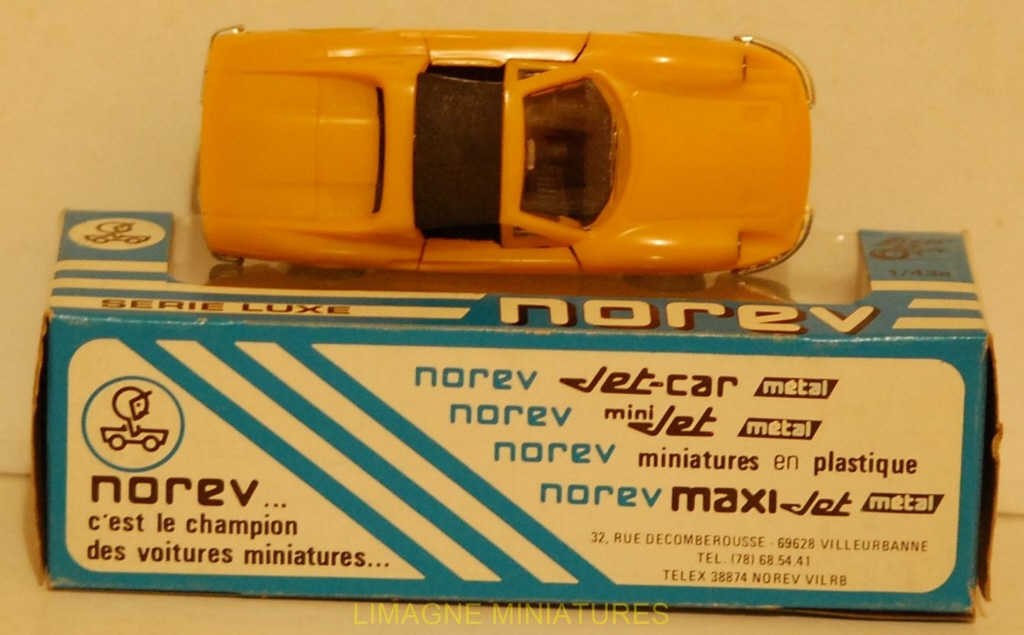 1/43e
SERIE LUXE
norev
norev Jet-car métal
norev mini Jet métal
norev miniatures en plastique
norev maxi-Jet métal
norev...
c'est le champion
des voitures miniatures...
32, RUE DECOMBEROUSSE - 69628 VILLEURBANNE
TEL. (78) 68.54.41
TELEX 38874 NOREV VILRB
LIMAGNE MINIATURES